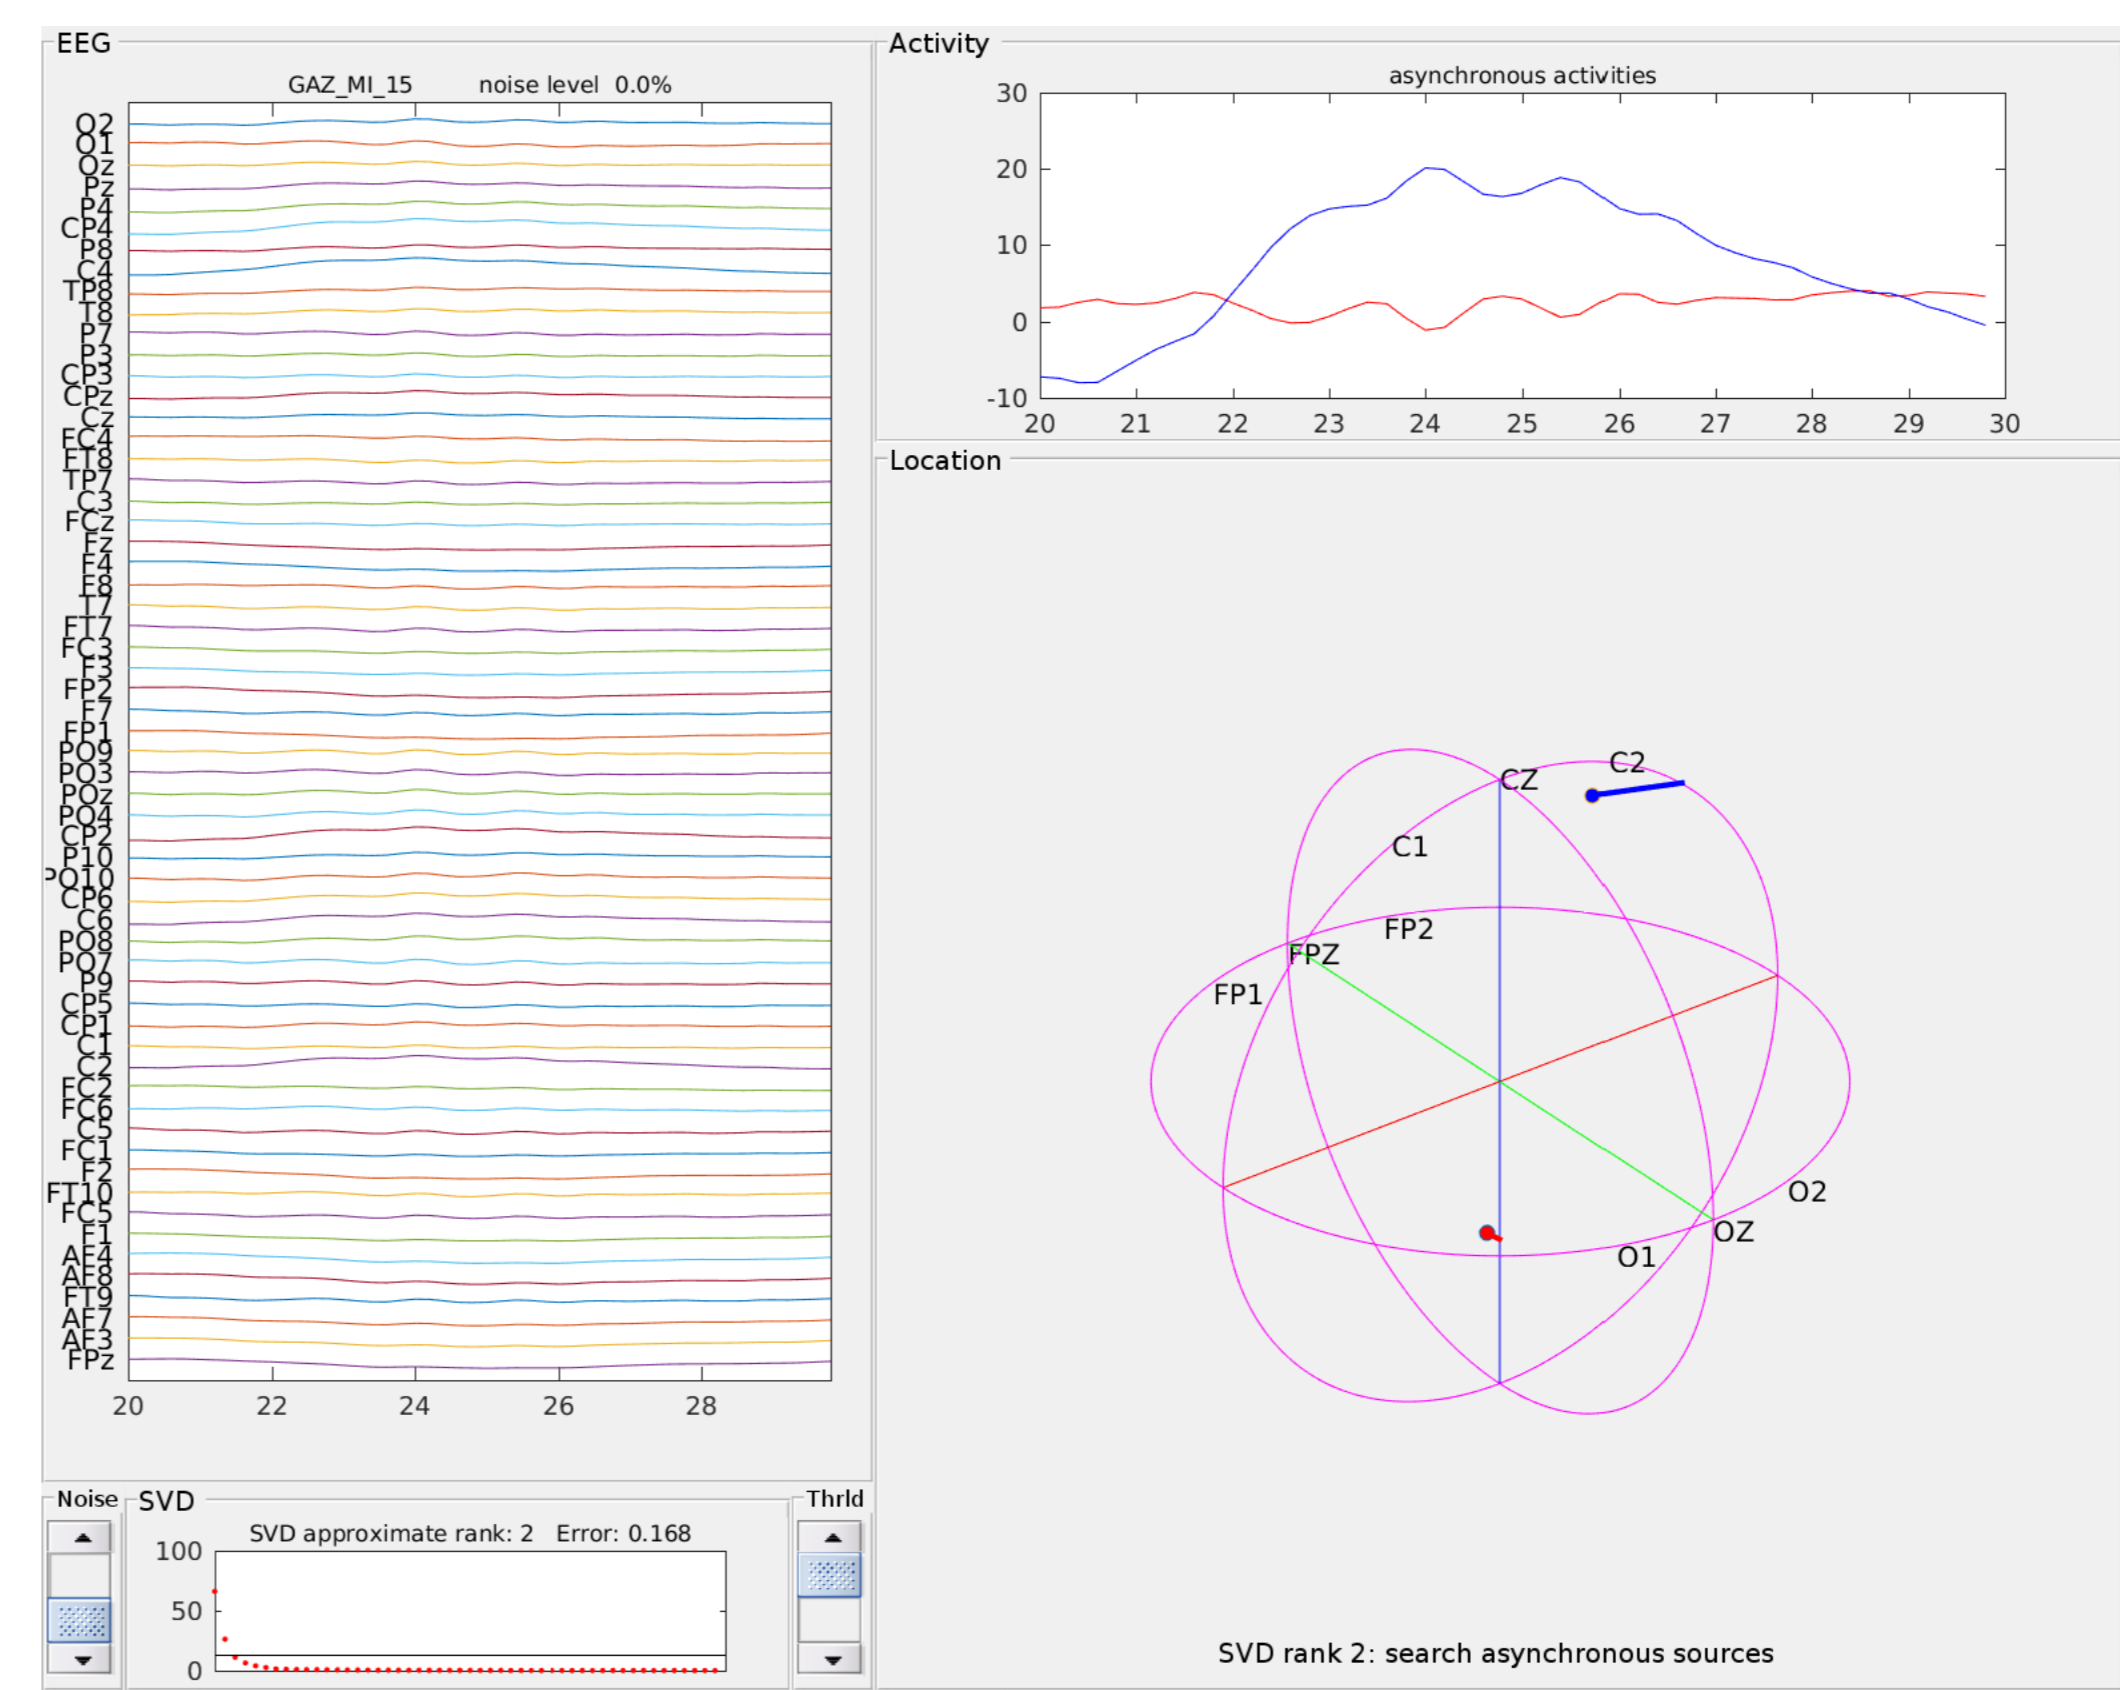 EEG
GAZ_MI_15 noise level 0.0%
O2
O1
Oz
Pz
P4
CP4
P8
C4
TP8
T8
P7
P3
CP3
CPz
Cz
FC4
FT8
TP7
C3
FCz
Fz
F4
F8
T7
FT7
FC3
F3
FP2
F7
FP1
PO9
PO3
POz
PO4
CP2
P10
PO10
CP6
C6
PO8
PO7
P9
CP5
CP1
C1
C2
FC2
FC6
C5
FC1
F2
FT10
FC5
F1
AF4
AF8
FT9
AF7
AF3
FPz
20 22 24 26 28
Noise
SVD
SVD approximate rank: 2 Error: 0.168
100
50
0
Thrld
Activity
asynchronous activities
30
20
10
0
-10
20 21 22 23 24 25 26 27 28 29 30
Location
C2
CZ
C1
FP2
FPZ
FP1
O2
OZ
O1
SVD rank 2: search asynchronous sources